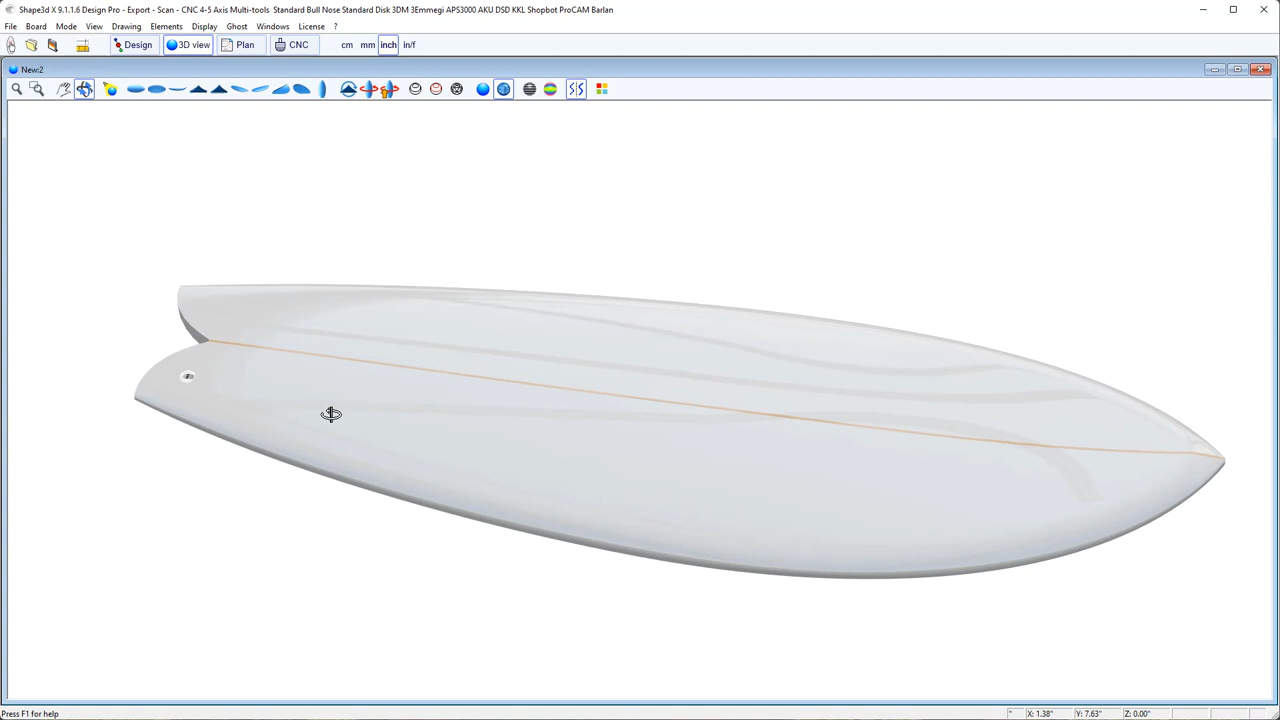 Shape3d X 9.1.1.6 Design Pro - Export - Scan - CNC 4-5 Axis Multi-tools  Standard Bull Nose Standard Disk 3DM 3Emmegi APS3000 AKU DSD KKL Shopbot ProCAM Barlan
File Board Mode View Drawing Elements Display Ghost Windows License ?
Design 3D view Plan CNC cm mm inch in/f
New:2
Press F1 for help " X: 1.38" Y: 7.63" Z: 0.00"